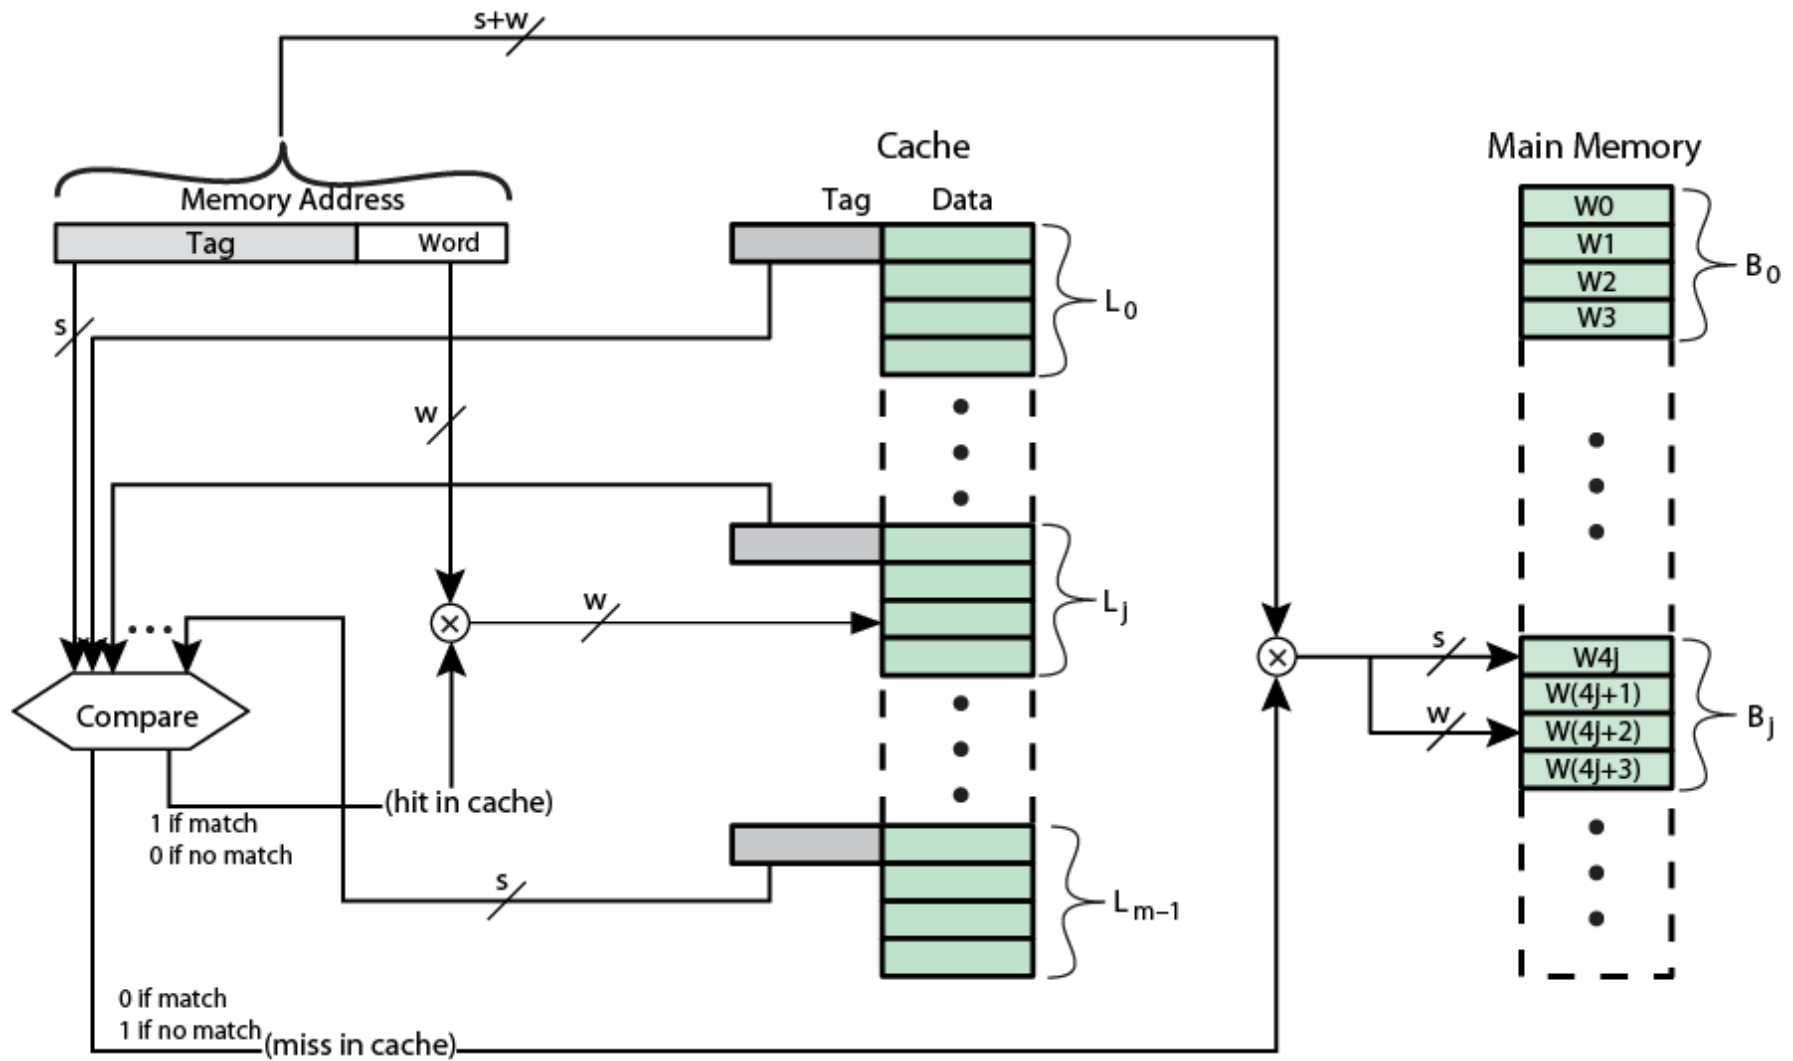 s+w
Cache
Main Memory
Memory Address
Tag Data
Tag Word
W0
W1
W2
W3
B0
L0
s
w
Lj
w
Compare
s
w
W4j
W(4j+1)
W(4j+2)
W(4j+3)
Bj
(hit in cache)
1 if match
0 if no match
s
Lm–1
0 if match
1 if no match
(miss in cache)